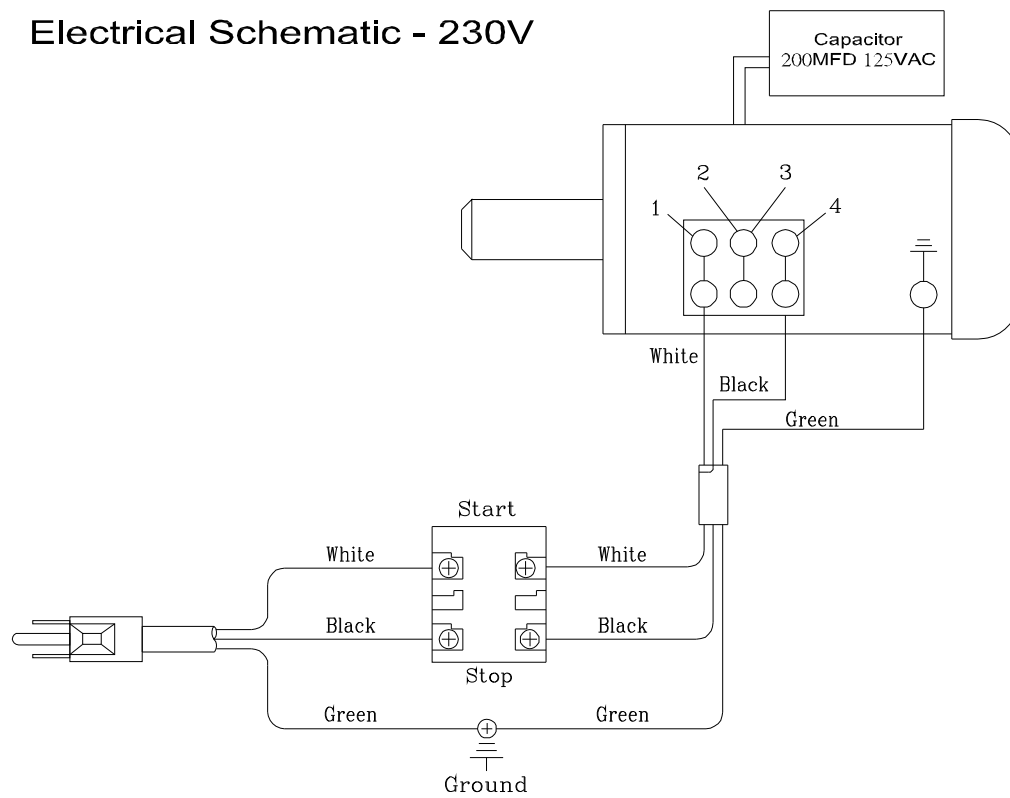 Electrical Schematic - 230V
Capacitor
200MFD 125VAC
2
3
1
4
White
Black
Green
Start
White
White
Black
Black
Stop
Green
Green
Ground